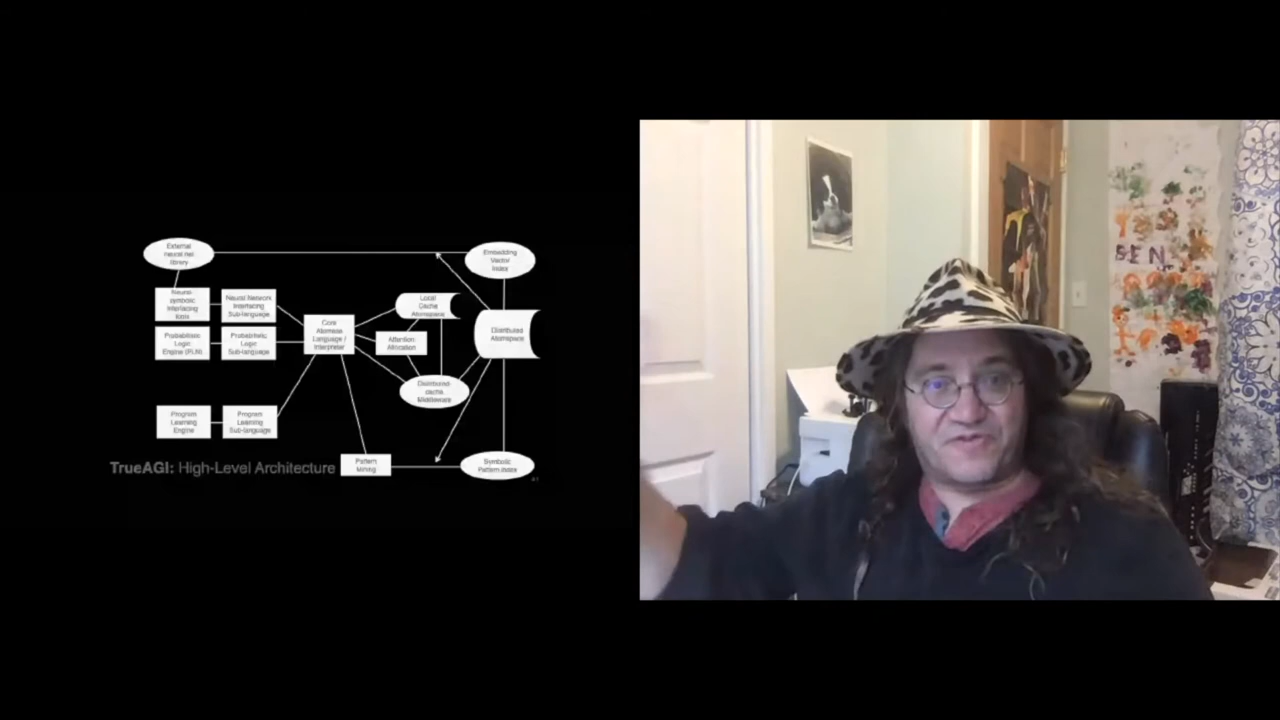 External
neural net
library
Embedding
Vector
Index
Neuro-
symbolic
Interfacing
tools
Neural Network
Interfacing
Sub-language
Local
Cache
Atomspace
Core
Atomese
Language /
Interpreter
Probabilistic
Logic
Engine (PLN)
Probabilistic
Logic
Sub-language
Attention
Allocation
Distributed
Atomspace
Distributed
cache
Middleware
Program
Learning
Engine
Program
Learning
Sub-language
TrueAGI: High-Level Architecture
Pattern
Mining
Symbolic
Pattern Index
BEN